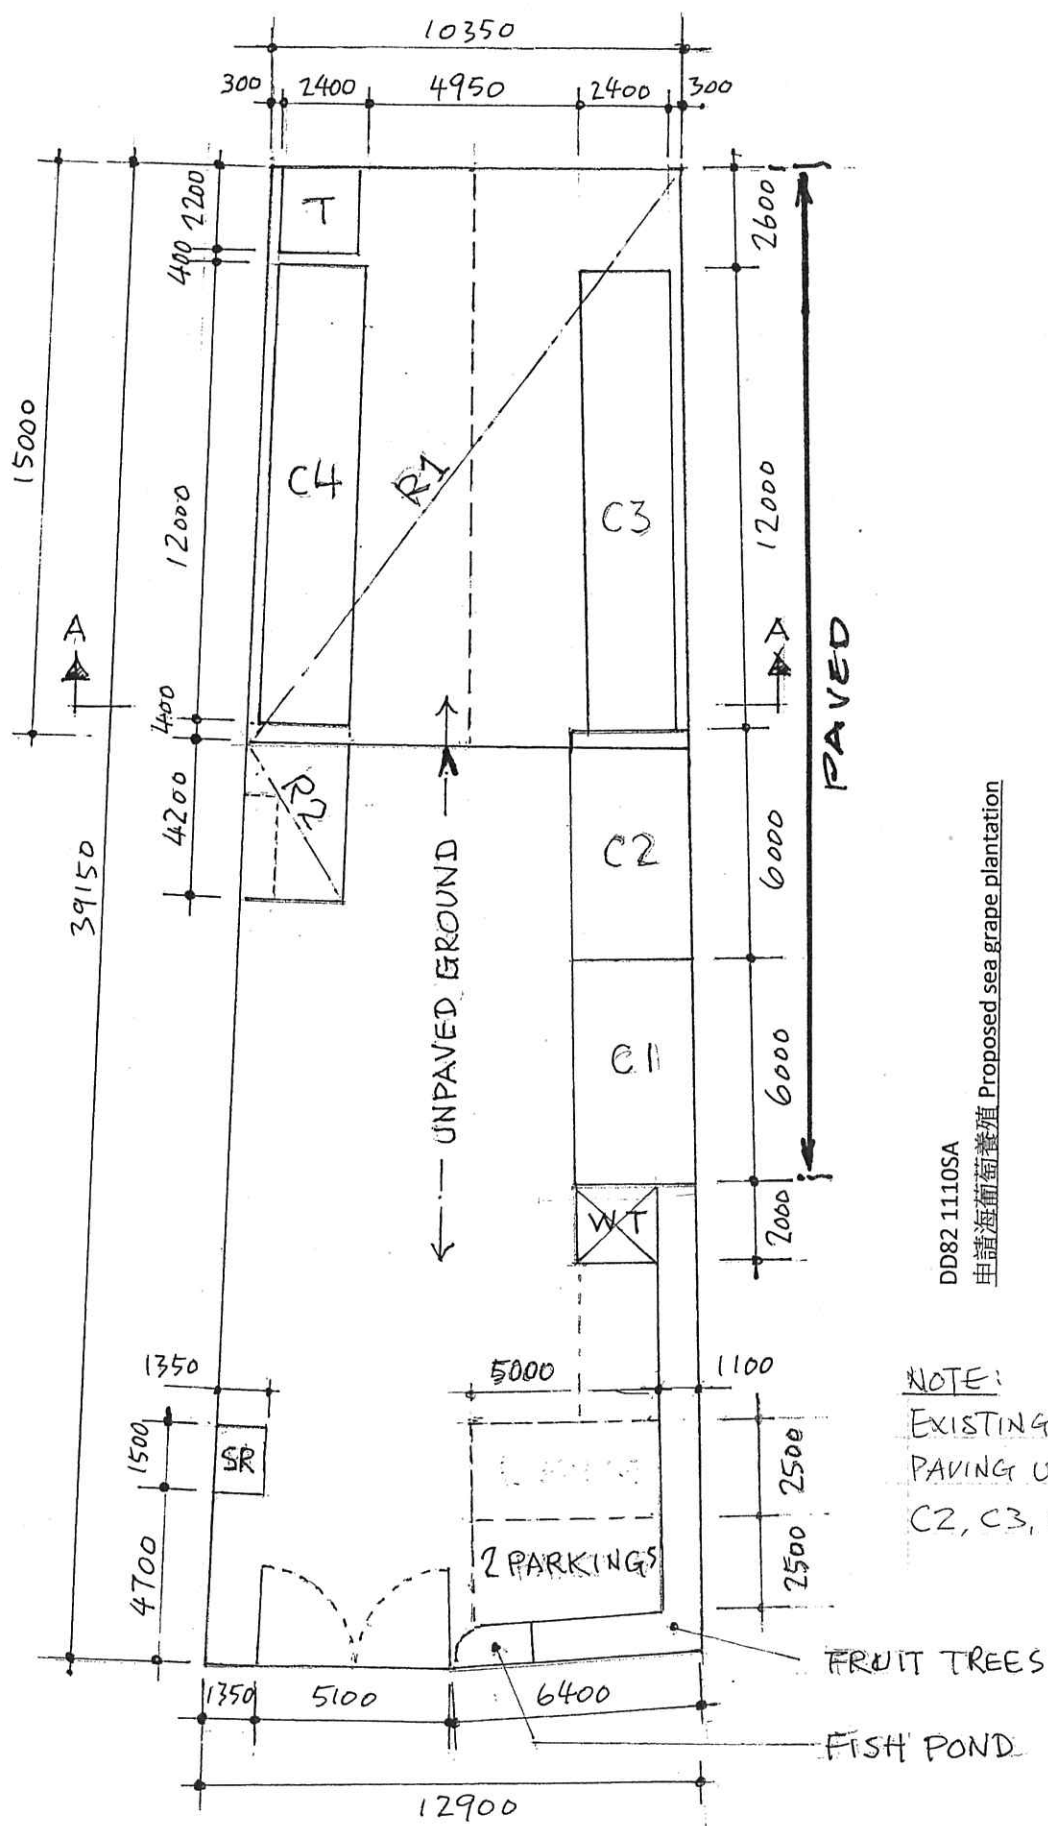 10350
300 2400 4950 2400 300
2200
400
12000
400
4200
15000
39150
T
C4
R1
C3
2600
12000
PAVED
A
A
R2
C2
6000
UNPAVED GROUND
C1
6000
WT
2000
1350
5000
1100
1500
SR
4700
2500
2500
2 PARKINGS
1350 5100 6400
12900
FRUIT TREES
FISH POND
NOTE:
EXISTING
PAVING U
C2, C3,
DD82 1110SA
申請海葡萄養殖 Proposed sea grape plantation